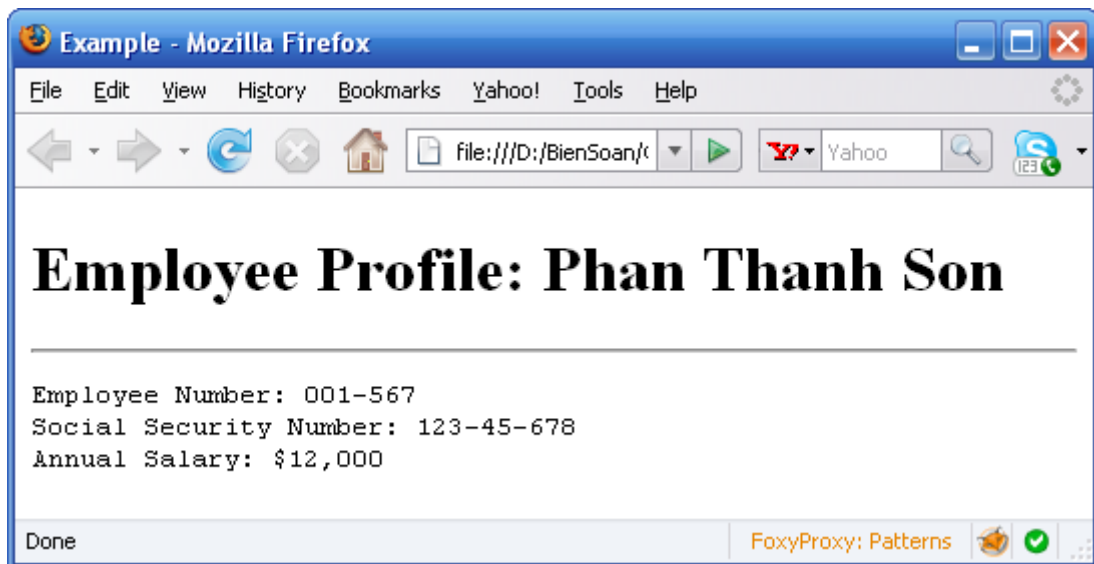 Example - Mozilla Firefox
File Edit View History Bookmarks Yahoo! Tools Help
file:///D:/BienSoan/ Y! Yahoo 123
Employee Profile: Phan Thanh Son
Employee Number: 001-567
Social Security Number: 123-45-678
Annual Salary: $12,000
Done FoxyProxy: Patterns